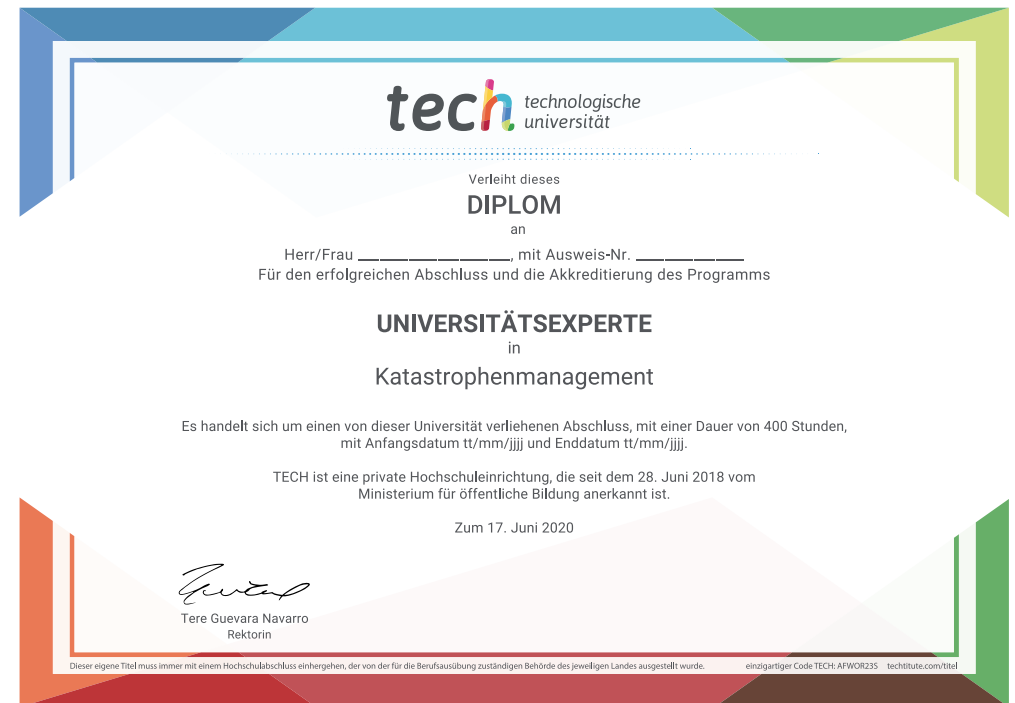 tech technologische
universität
Verleiht dieses
DIPLOM
an
Herr/Frau ____________________, mit Ausweis-Nr. ______________
Für den erfolgreichen Abschluss und die Akkreditierung des Programms
UNIVERSITÄTSEXPERTE
in
Katastrophenmanagement
Es handelt sich um einen von dieser Universität verliehenen Abschluss, mit einer Dauer von 400 Stunden,
mit Anfangsdatum tt/mm/jjjj und Enddatum tt/mm/jjjj.
TECH ist eine private Hochschuleinrichtung, die seit dem 28. Juni 2018 vom
Ministerium für öffentliche Bildung anerkannt ist.
Zum 17. Juni 2020
Tere Guevara Navarro
Rektorin
Dieser eigene Titel muss immer mit einem Hochschulabschluss einhergehen, der von der für die Berufsausübung zuständigen Behörde des jeweiligen Landes ausgestellt wurde. einzigartiger Code TECH: AFWOR23S techtitute.com/titel